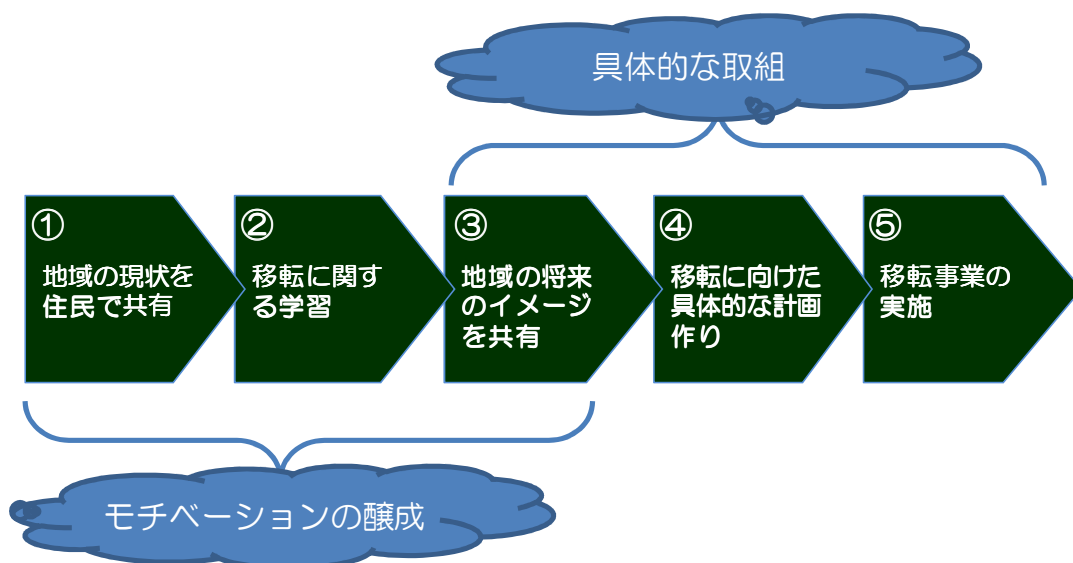 具体的な取組
①
地域の現状を
住民で共有
②
移転に関す
る学習
③
地域の将来
のイメージ
を共有
④
移転に向けた
具体的な計画
作り
⑤
移転事業の
実施
モチベーションの醸成